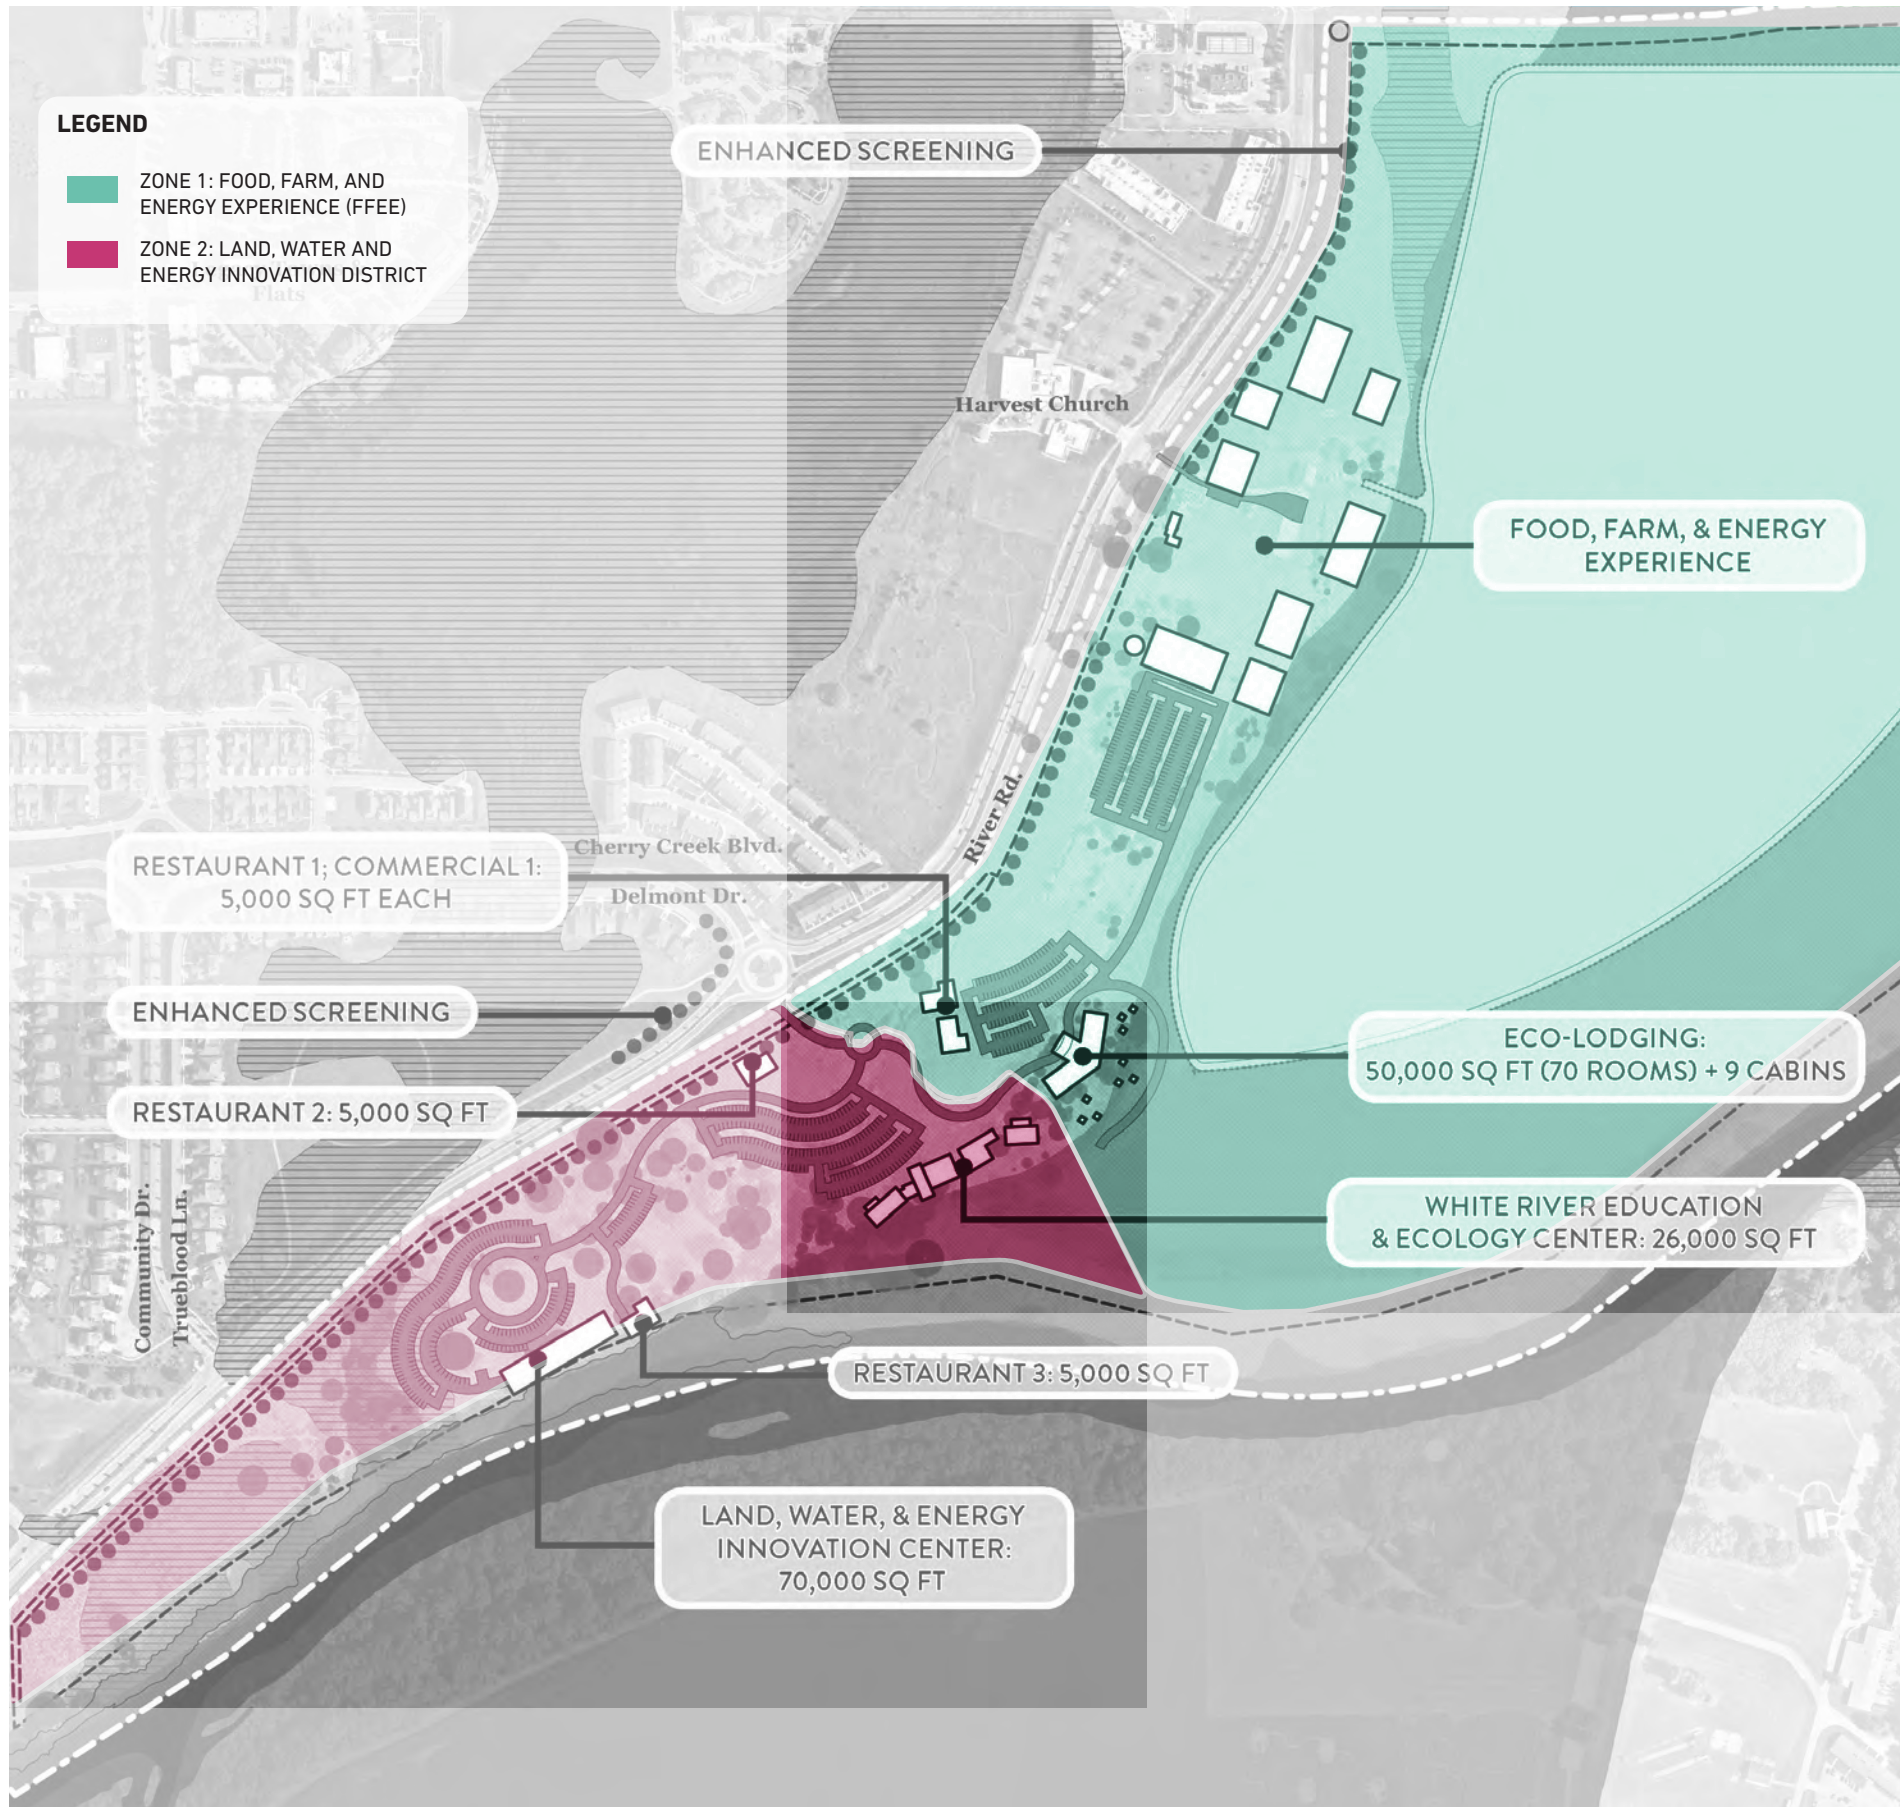 LEGEND
ZONE 1: FOOD, FARM, AND
ENERGY EXPERIENCE (FFEE)
ZONE 2: LAND, WATER AND
ENERGY INNOVATION DISTRICT
Flats
ENHANCED SCREENING
Harvest Church
FOOD, FARM, & ENERGY
EXPERIENCE
River Rd.
Cherry Creek Blvd.
RESTAURANT 1; COMMERCIAL 1:
5,000 SQ FT EACH
Delmont Dr.
ENHANCED SCREENING
ECO-LODGING:
50,000 SQ FT (70 ROOMS) + 9 CABINS
RESTAURANT 2: 5,000 SQ FT
WHITE RIVER EDUCATION
& ECOLOGY CENTER: 26,000 SQ FT
Community Dr.
Trueblood Ln.
RESTAURANT 3: 5,000 SQ FT
LAND, WATER, & ENERGY
INNOVATION CENTER:
70,000 SQ FT